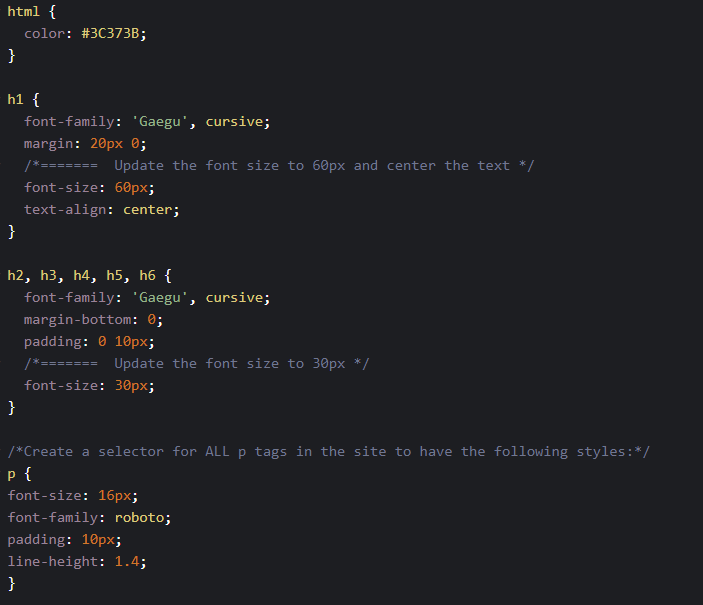 html {
  color: #3C373B;
}

h1 {
  font-family: 'Gaegu', cursive;
  margin: 20px 0;
  /*=======  Update the font size to 60px and center the text */
  font-size: 60px;
  text-align: center;
}

h2, h3, h4, h5, h6 {
  font-family: 'Gaegu', cursive;
  margin-bottom: 0;
  padding: 0 10px;
  /*=======  Update the font size to 30px */
  font-size: 30px;
}

/*Create a selector for ALL p tags in the site to have the following styles:*/
p {
font-size: 16px;
font-family: roboto;
padding: 10px;
line-height: 1.4;
}